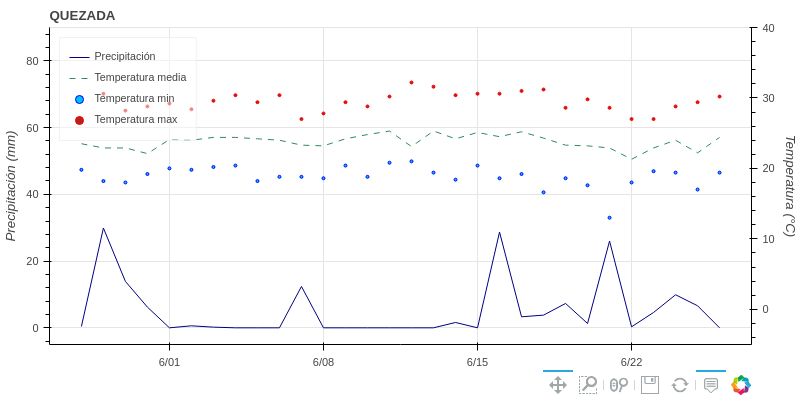 QUEZADA
Precipitación
Temperatura media
Temperatura min
Temperatura max
Precipitación (mm)
80
60
40
20
0
Temperatura (°C)
40
30
20
10
0
6/01
6/08
6/15
6/22